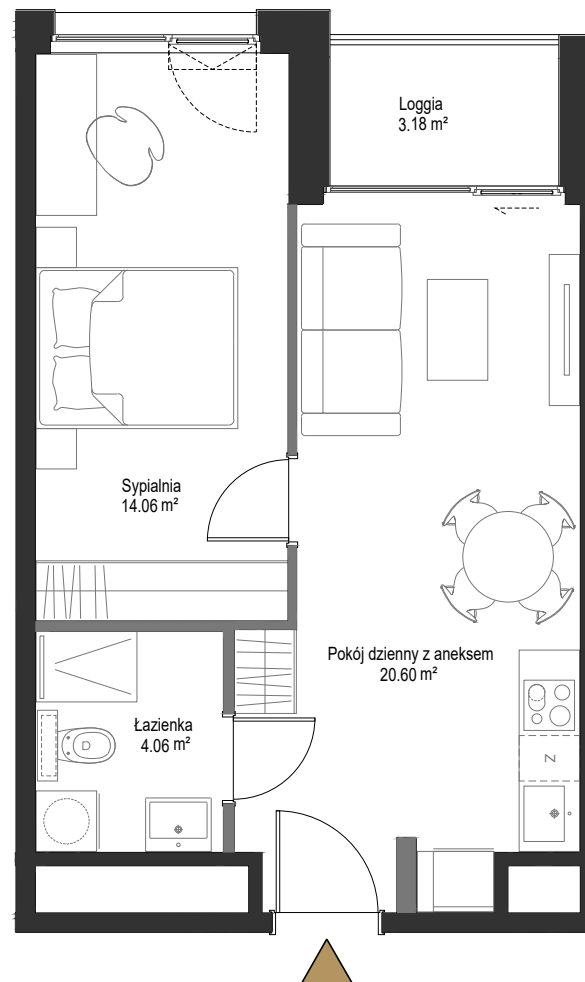 Loggia
3.18 m²
Sypialnia
14.06 m²
Pokój dzienny z aneksem
20.60 m²
Łazienka
4.06 m²
Z